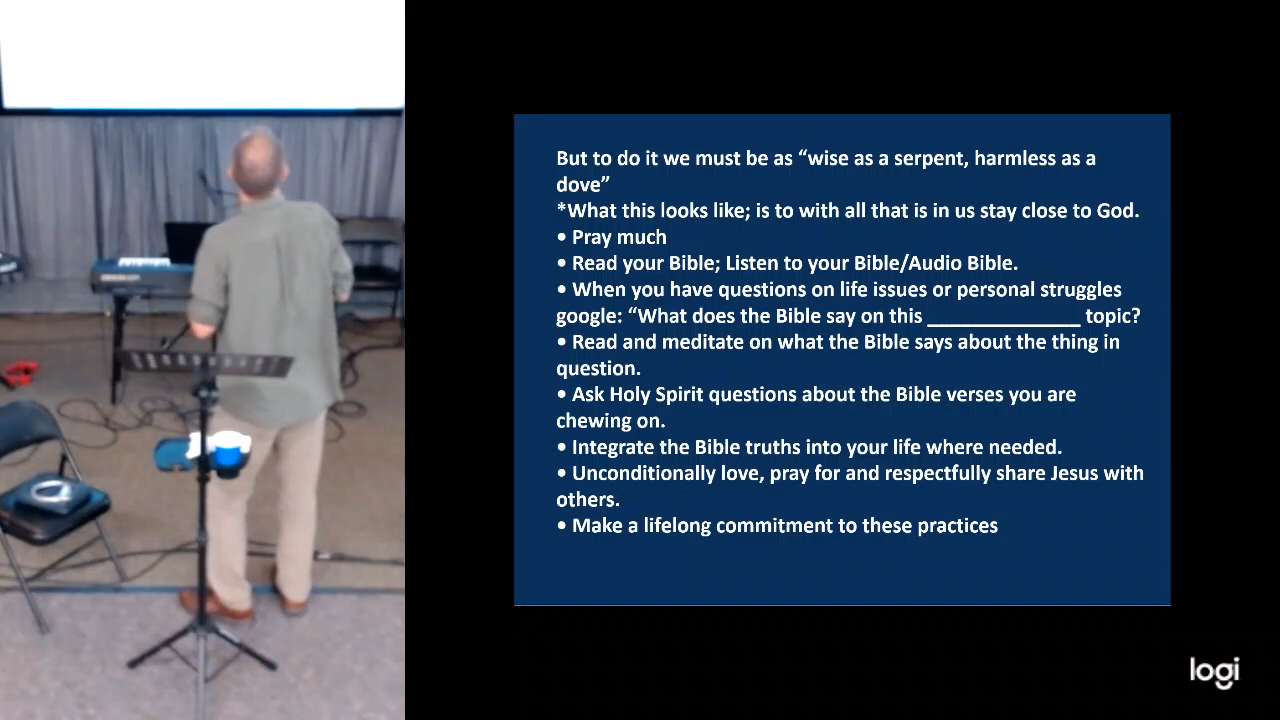 But to do it we must be as “wise as a serpent, harmless as a
dove”
*What this looks like; is to with all that is in us stay close to God.
• Pray much
• Read your Bible; Listen to your Bible/Audio Bible.
• When you have questions on life issues or personal struggles
google: “What does the Bible say on this ______________ topic?
• Read and meditate on what the Bible says about the thing in
question.
• Ask Holy Spirit questions about the Bible verses you are
chewing on.
• Integrate the Bible truths into your life where needed.
• Unconditionally love, pray for and respectfully share Jesus with
others.
• Make a lifelong commitment to these practices
logi